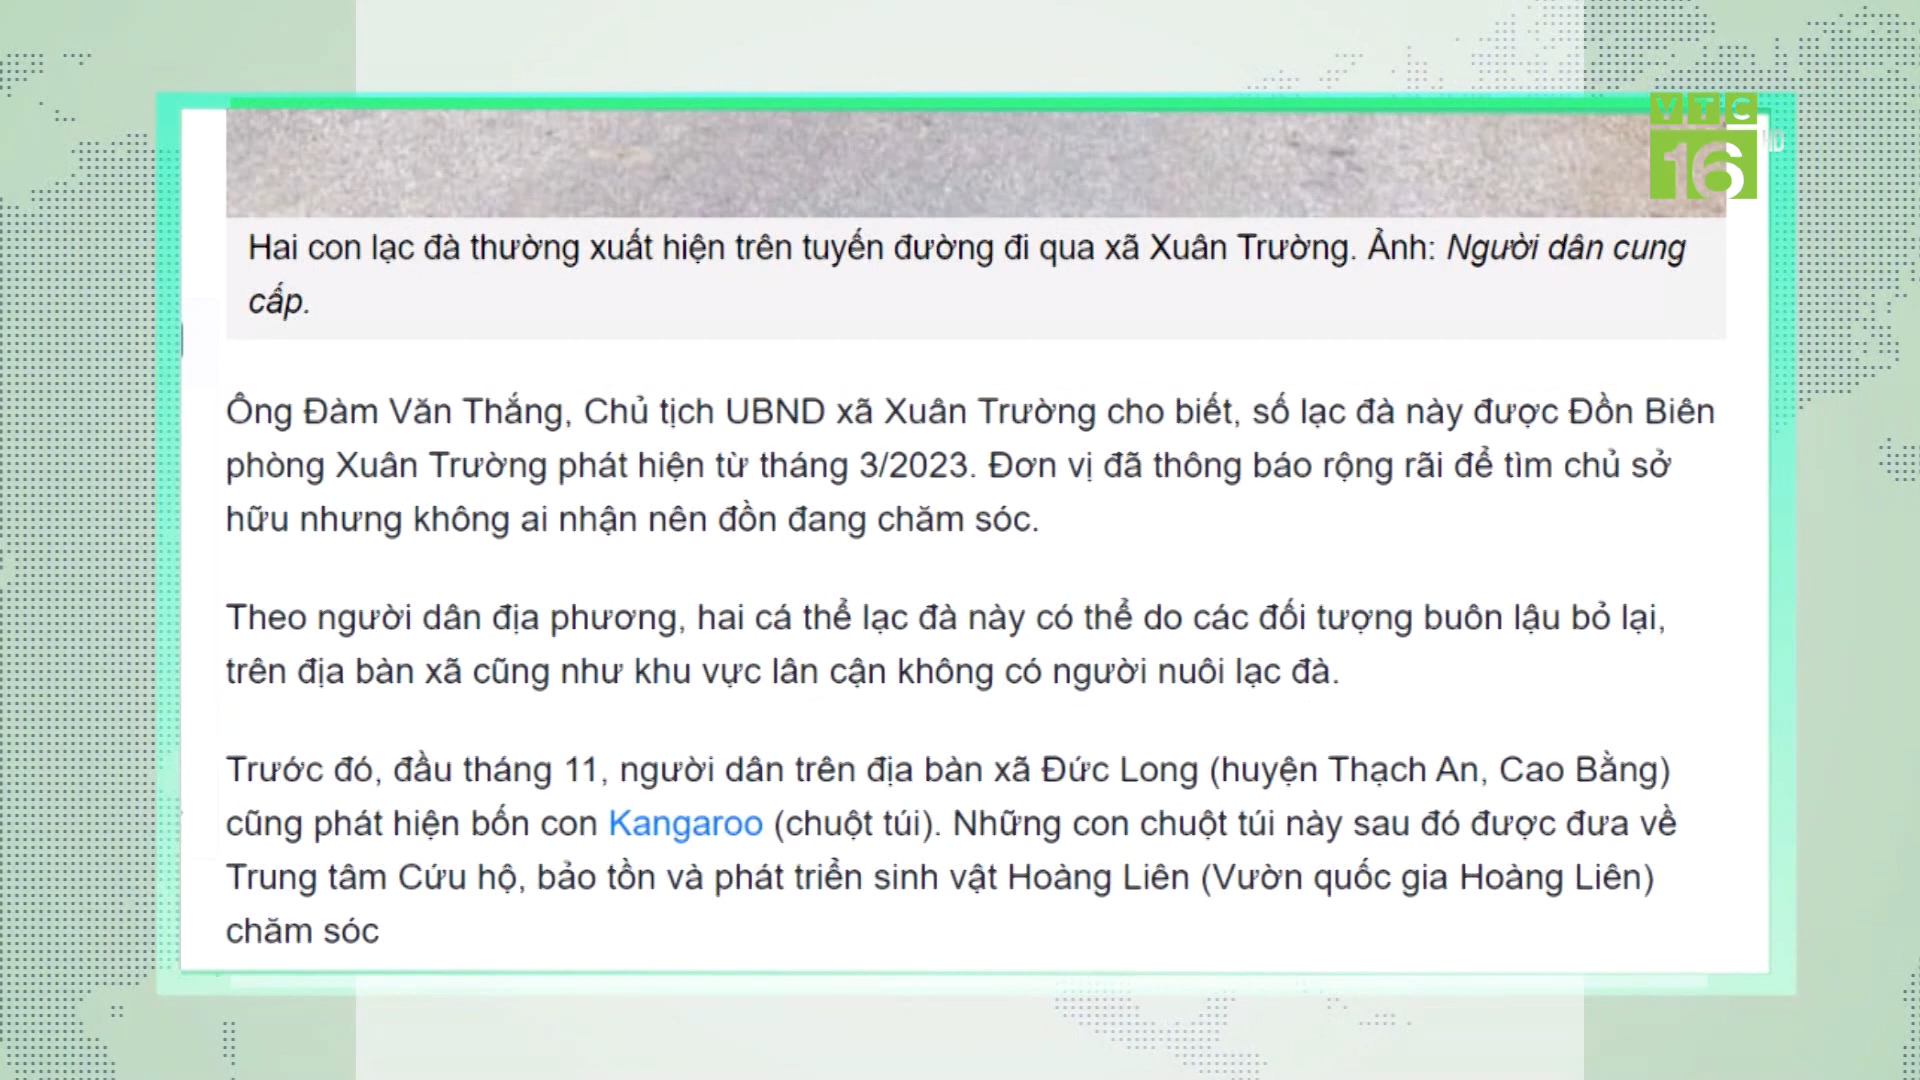 VTC
16
HD
Hai con lạc đà thường xuất hiện trên tuyến đường đi qua xã Xuân Trường. Ảnh: Người dân cung
cấp.
Ông Đàm Văn Thắng, Chủ tịch UBND xã Xuân Trường cho biết, số lạc đà này được Đồn Biên
phòng Xuân Trường phát hiện từ tháng 3/2023. Đơn vị đã thông báo rộng rãi để tìm chủ sở
hữu nhưng không ai nhận nên đồn đang chăm sóc.
Theo người dân địa phương, hai cá thể lạc đà này có thể do các đối tượng buôn lậu bỏ lại,
trên địa bàn xã cũng như khu vực lân cận không có người nuôi lạc đà.
Trước đó, đầu tháng 11, người dân trên địa bàn xã Đức Long (huyện Thạch An, Cao Bằng)
cũng phát hiện bốn con Kangaroo (chuột túi). Những con chuột túi này sau đó được đưa về
Trung tâm Cứu hộ, bảo tồn và phát triển sinh vật Hoàng Liên (Vườn quốc gia Hoàng Liên)
chăm sóc